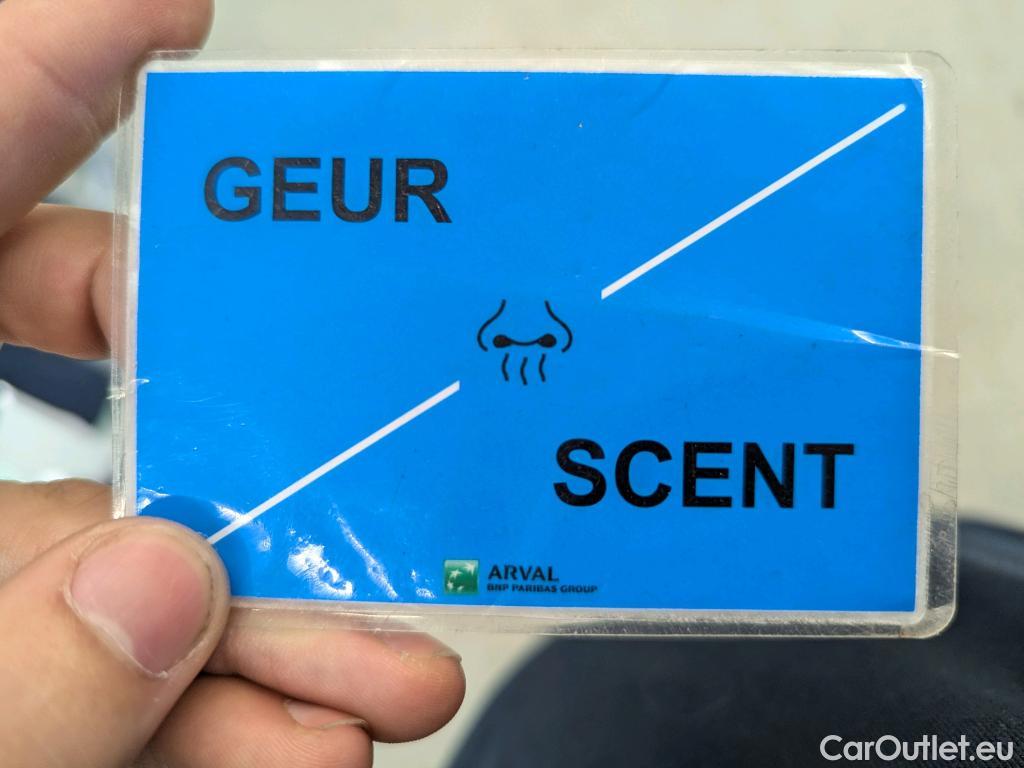 GEUR
SCENT
ARVAL
BNP PARIBAS GROUP
CarOutlet.eu